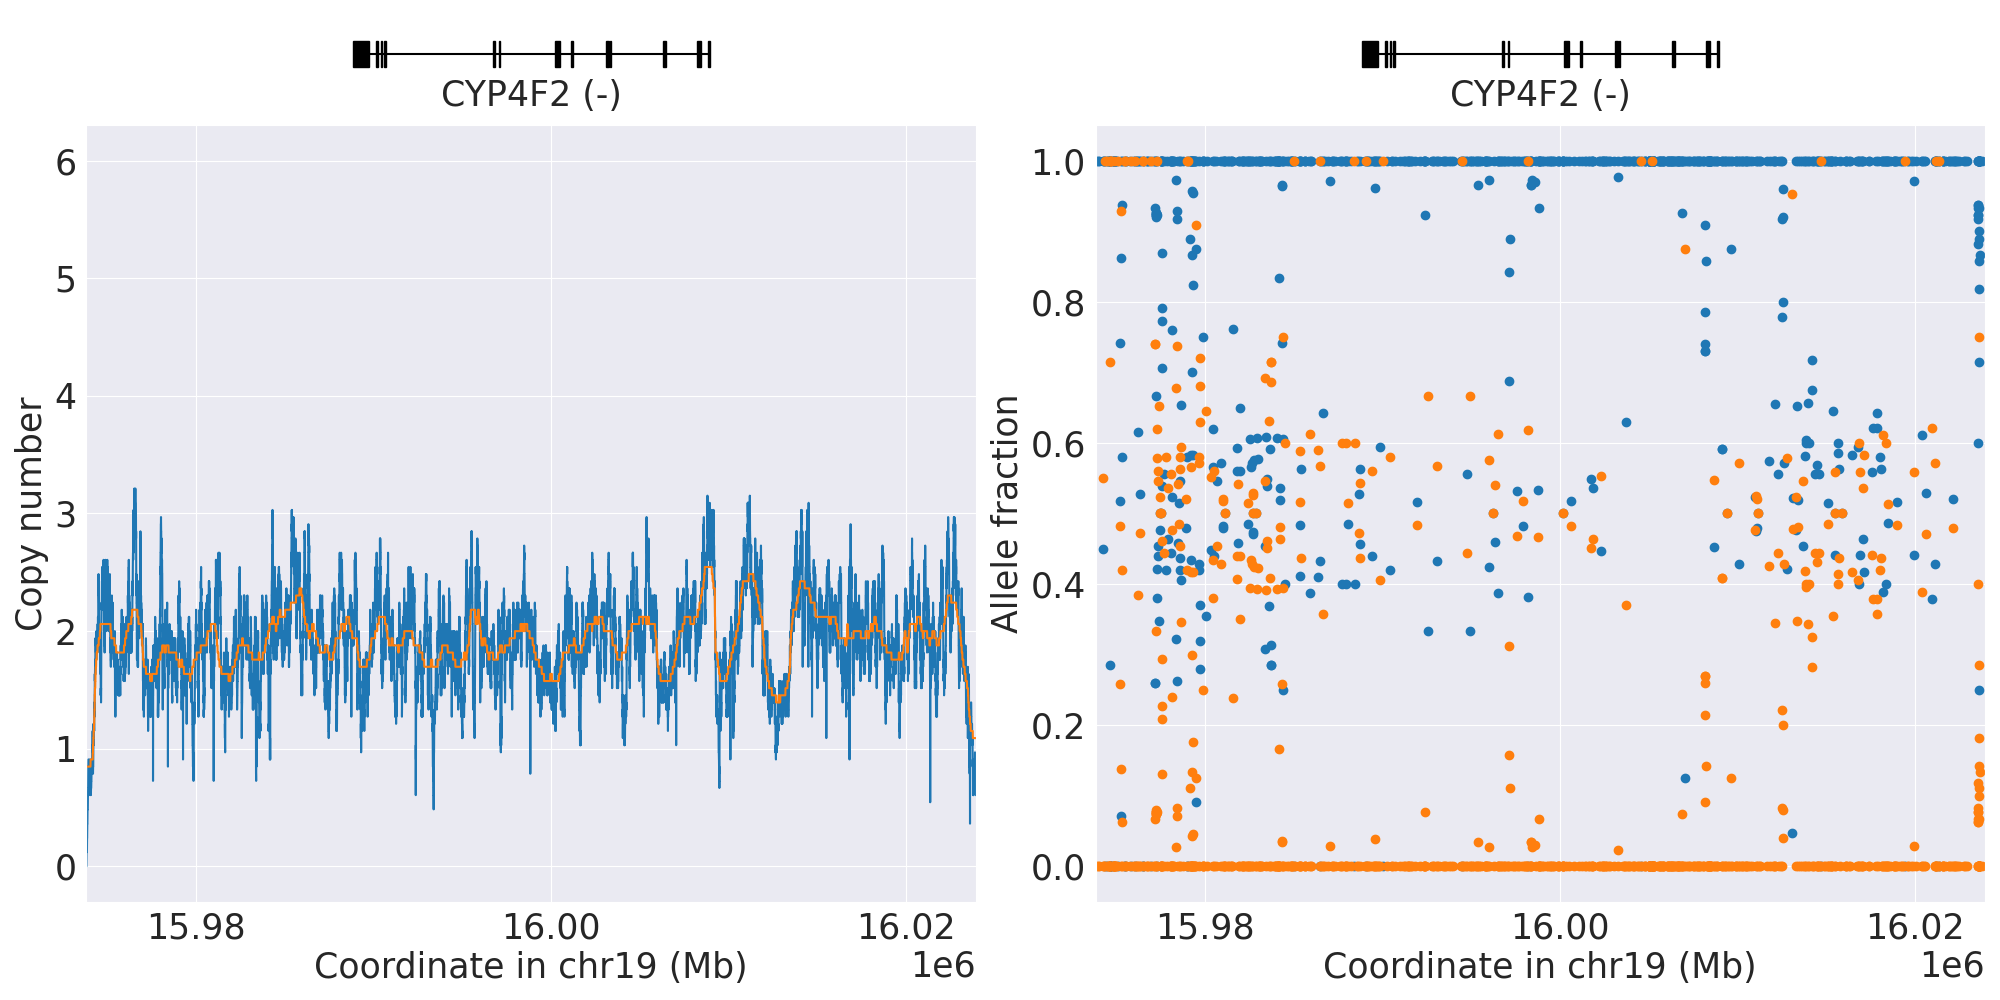 CYP4F2 (-)
Copy number
6
5
4
3
2
1
0
15.98
16.00
16.02
Coordinate in chr19 (Mb)
1e6
CYP4F2 (-)
Allele fraction
1.0
0.8
0.6
0.4
0.2
0.0
15.98
16.00
16.02
Coordinate in chr19 (Mb)
1e6